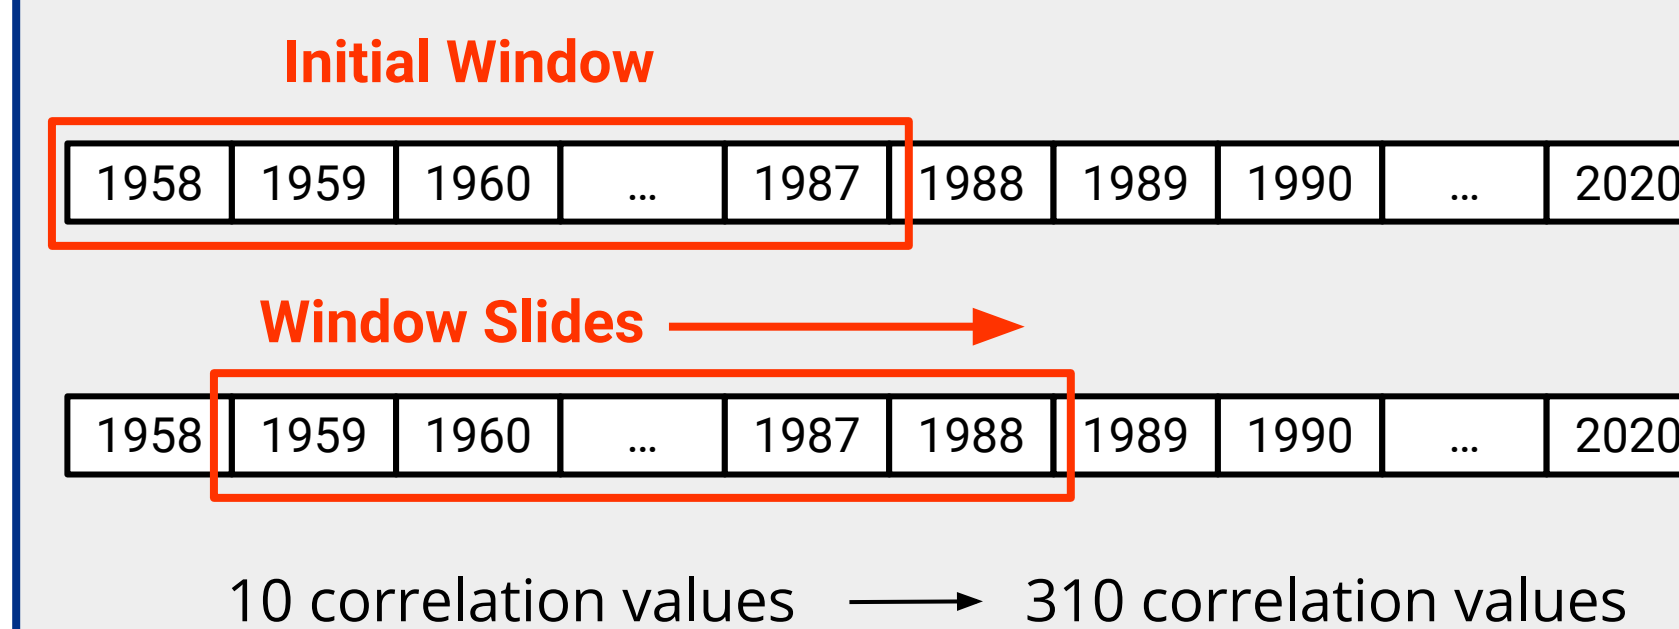 Initial Window
1958 1959 1960 ... 1987 1988 1989 1990 ... 2020
Window Slides
1958 1959 1960 ... 1987 1988 1989 1990 ... 2020
10 correlation values → 310 correlation values